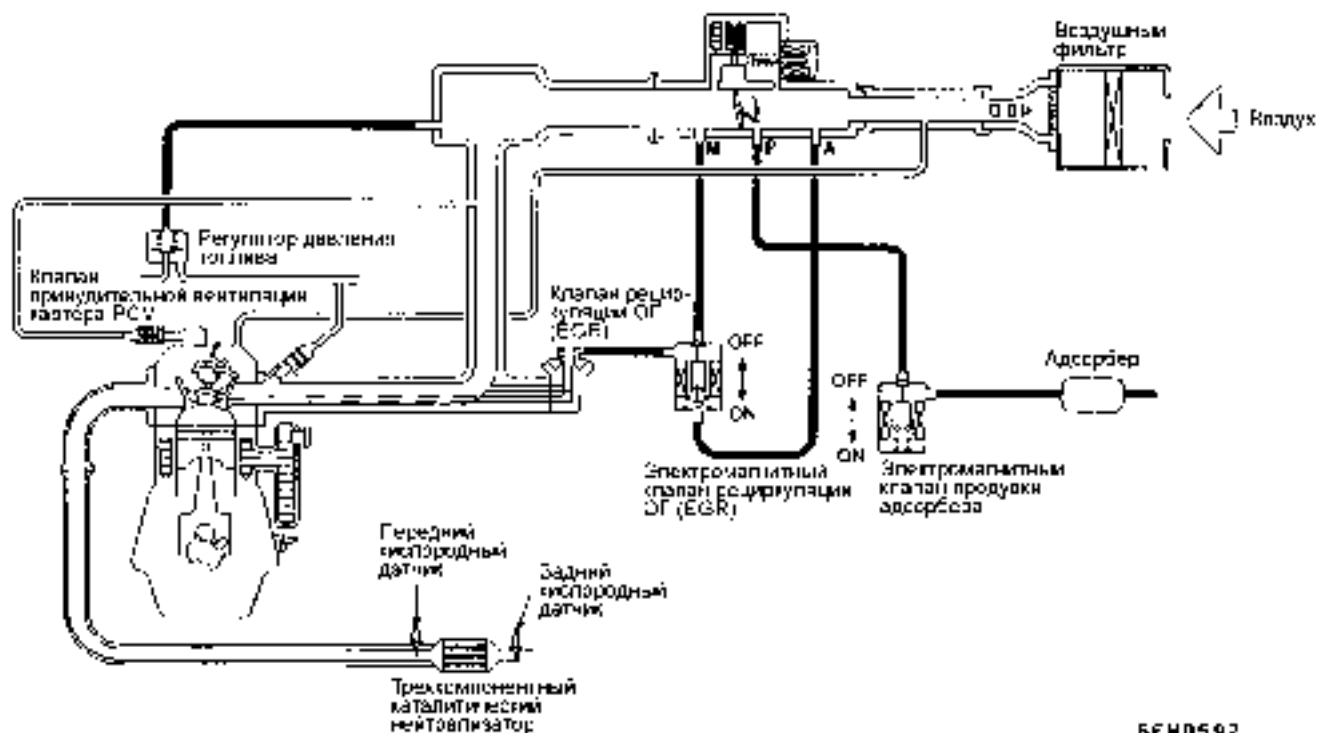 Воздушный
фильтр
Воздух
M
P
A
Регулятор давления
топлива
Клапан
принудительной вентиляции
картера PCV
Клапан рецир-
куляции ОГ
(EGR)
OFF
ON
Адсорбер
OFF
ON
Электромагнитный
клапан рециркуляции
ОГ (EGR)
Электромагнитный
клапан продувки
адсорбера
Передний
кислородный
датчик
Задний
кислородный
датчик
Трехкомпонентный
каталитический
нейтрализатор